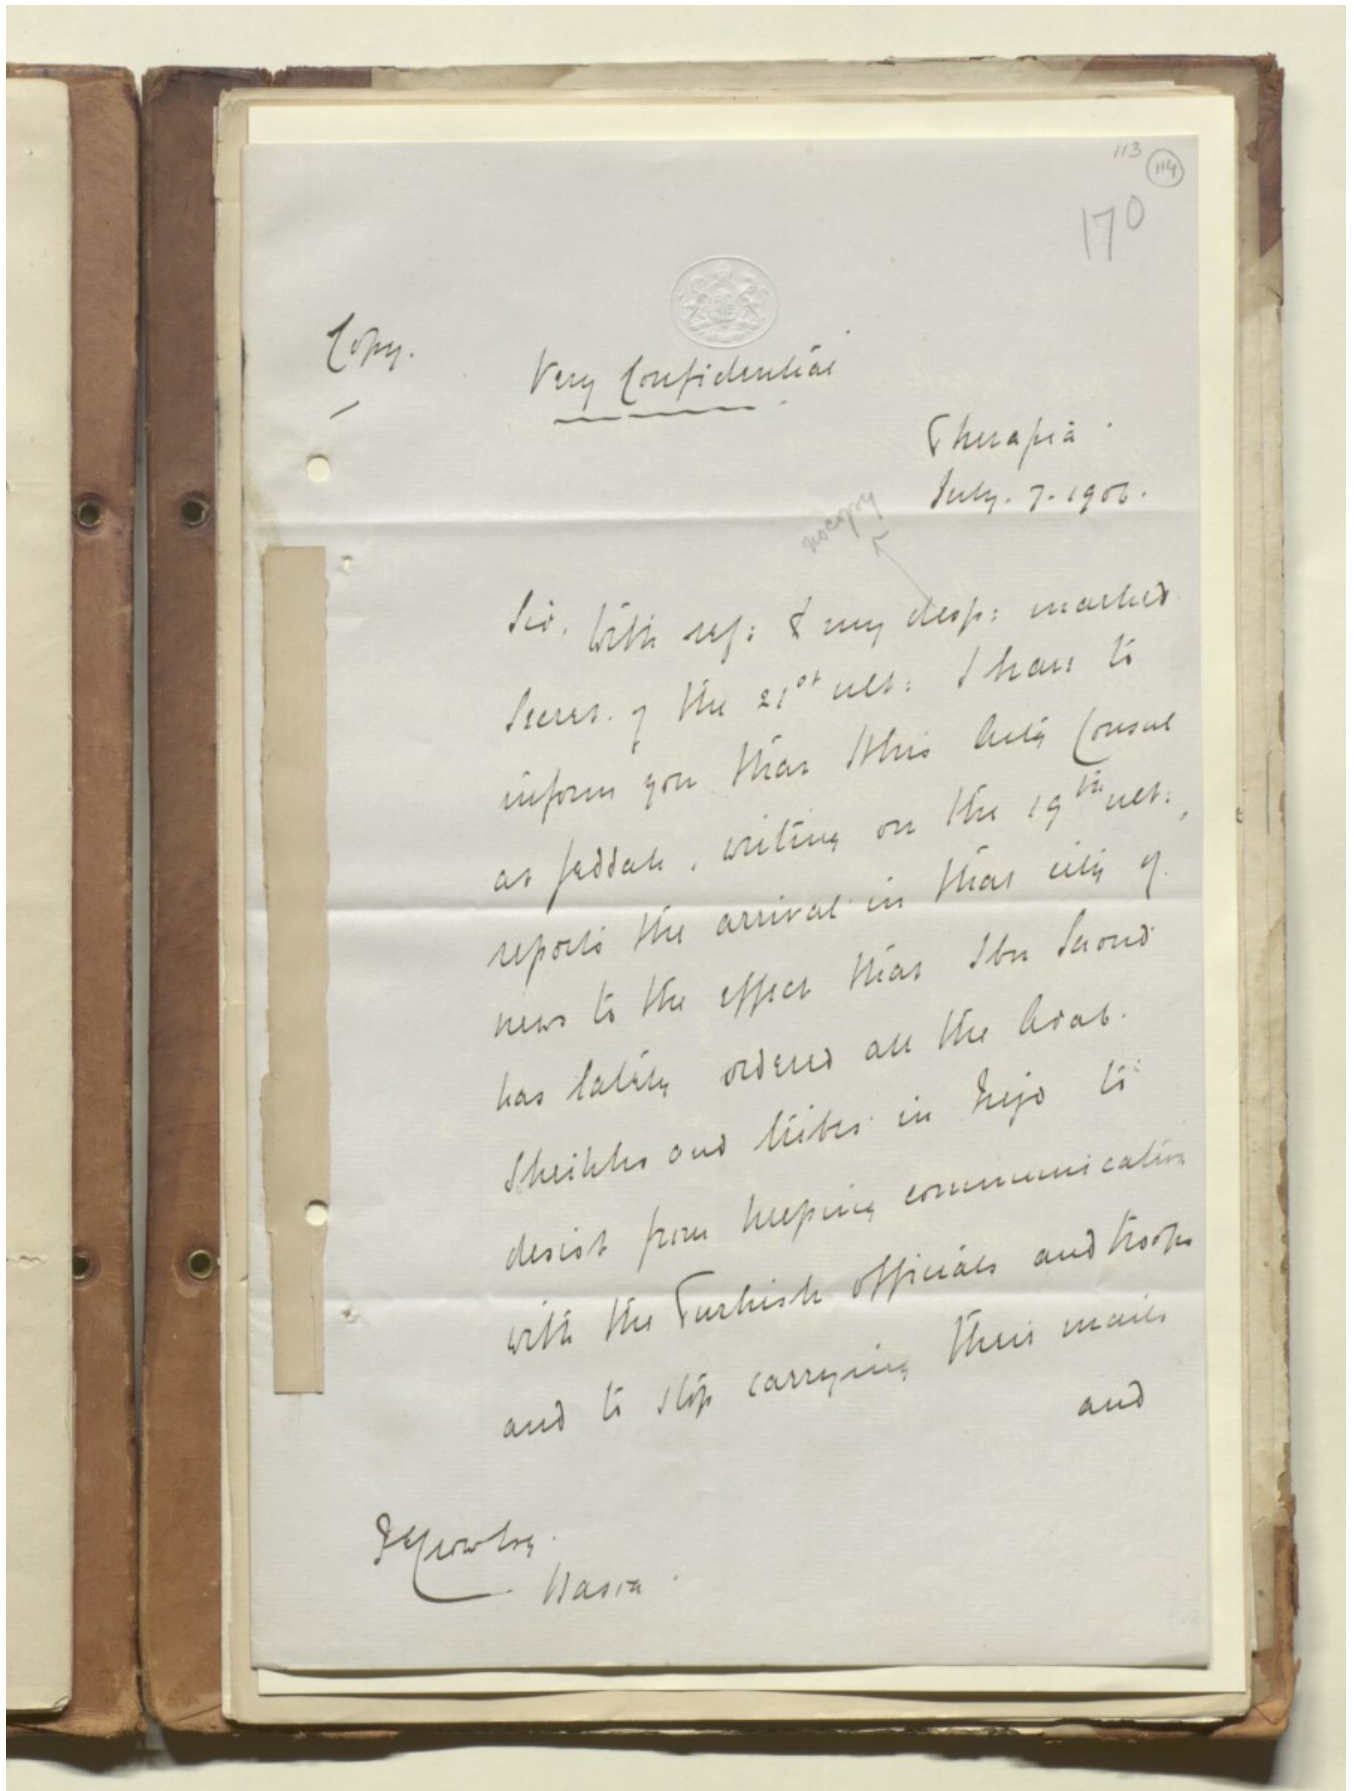 113
114
170
Copy.
Very Confidential
Therapia.
July. 7. 1906.
no copy
Sir, With ref: to my desp: marked
Secret of the 21st ult: I have to
inform you that this Actg Consul
at Jeddah, writing on the 19th ult:,
reports the arrival in that city of
news to the effect that Ibn Saoud
has lately ordered all the Arab.
Sheikhs and tribes in Nejd to
desist from keeping communication
with the Turkish officials and troops
and to stop carrying their mails
and
Crowley.
Basra.